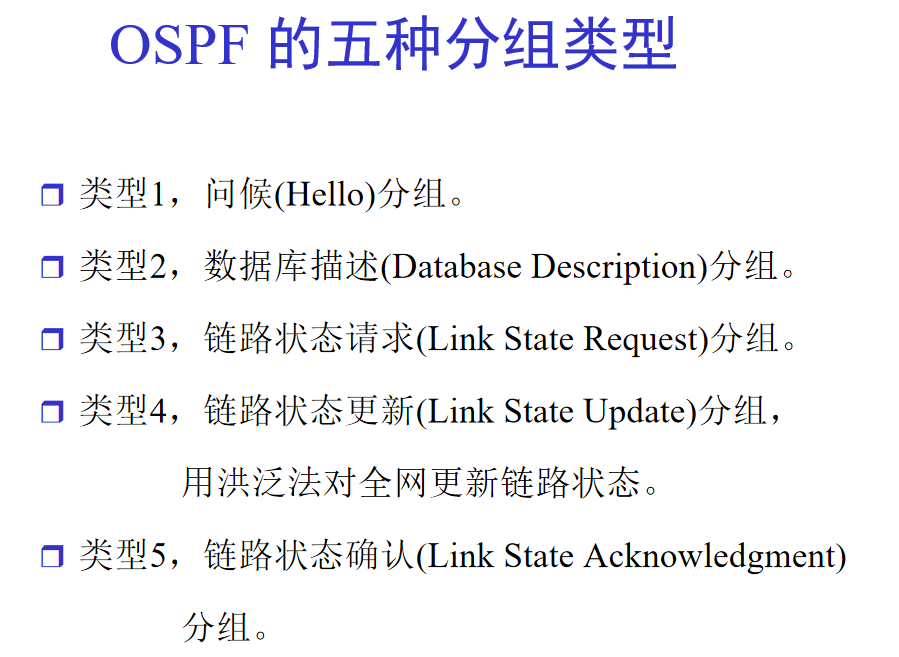 OSPF 的五种分组类型
类型1，问候(Hello)分组。
类型2，数据库描述(Database Description)分组。
类型3，链路状态请求(Link State Request)分组。
类型4，链路状态更新(Link State Update)分组，
用洪泛法对全网更新链路状态。
类型5，链路状态确认(Link State Acknowledgment)
分组。